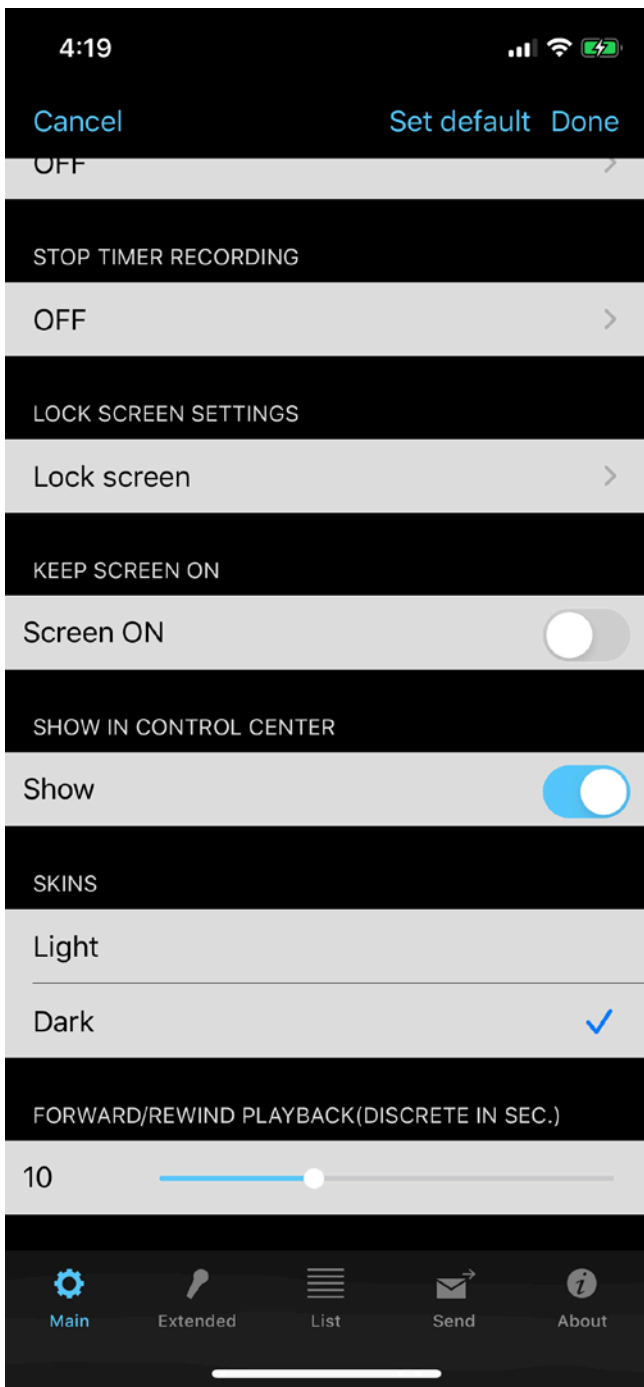 4:19
Cancel Set default Done
OFF
STOP TIMER RECORDING
OFF
LOCK SCREEN SETTINGS
Lock screen
KEEP SCREEN ON
Screen ON
SHOW IN CONTROL CENTER
Show
SKINS
Light
Dark
FORWARD/REWIND PLAYBACK(DISCRETE IN SEC.)
10
Main Extended List Send About